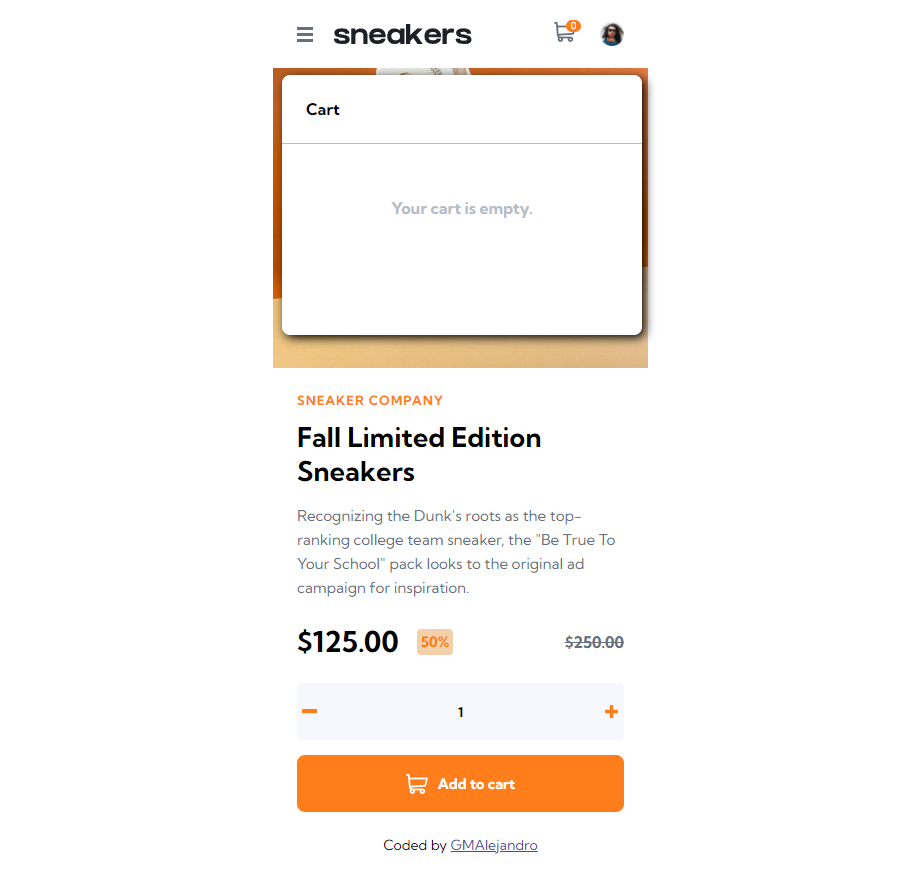 sneakers
0
Cart
Your cart is empty.
SNEAKER COMPANY
Fall Limited Edition
Sneakers
Recognizing the Dunk's roots as the top-
ranking college team sneaker, the "Be True To
Your School" pack looks to the original ad
campaign for inspiration.
$125.00 50% $250.00
1
Add to cart
Coded by GMAlejandro